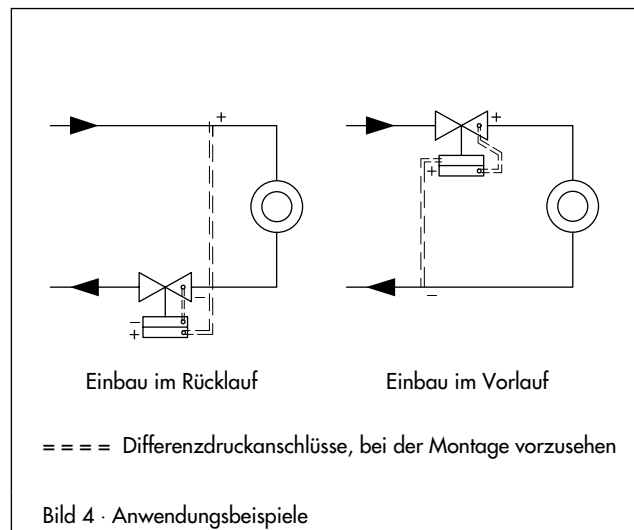 +
+
+
−
−
+
−
−
Einbau im Rücklauf
Einbau im Vorlauf
= = = = Differenzdruckanschlüsse, bei der Montage vorzusehen
Bild 4 · Anwendungsbeispiele